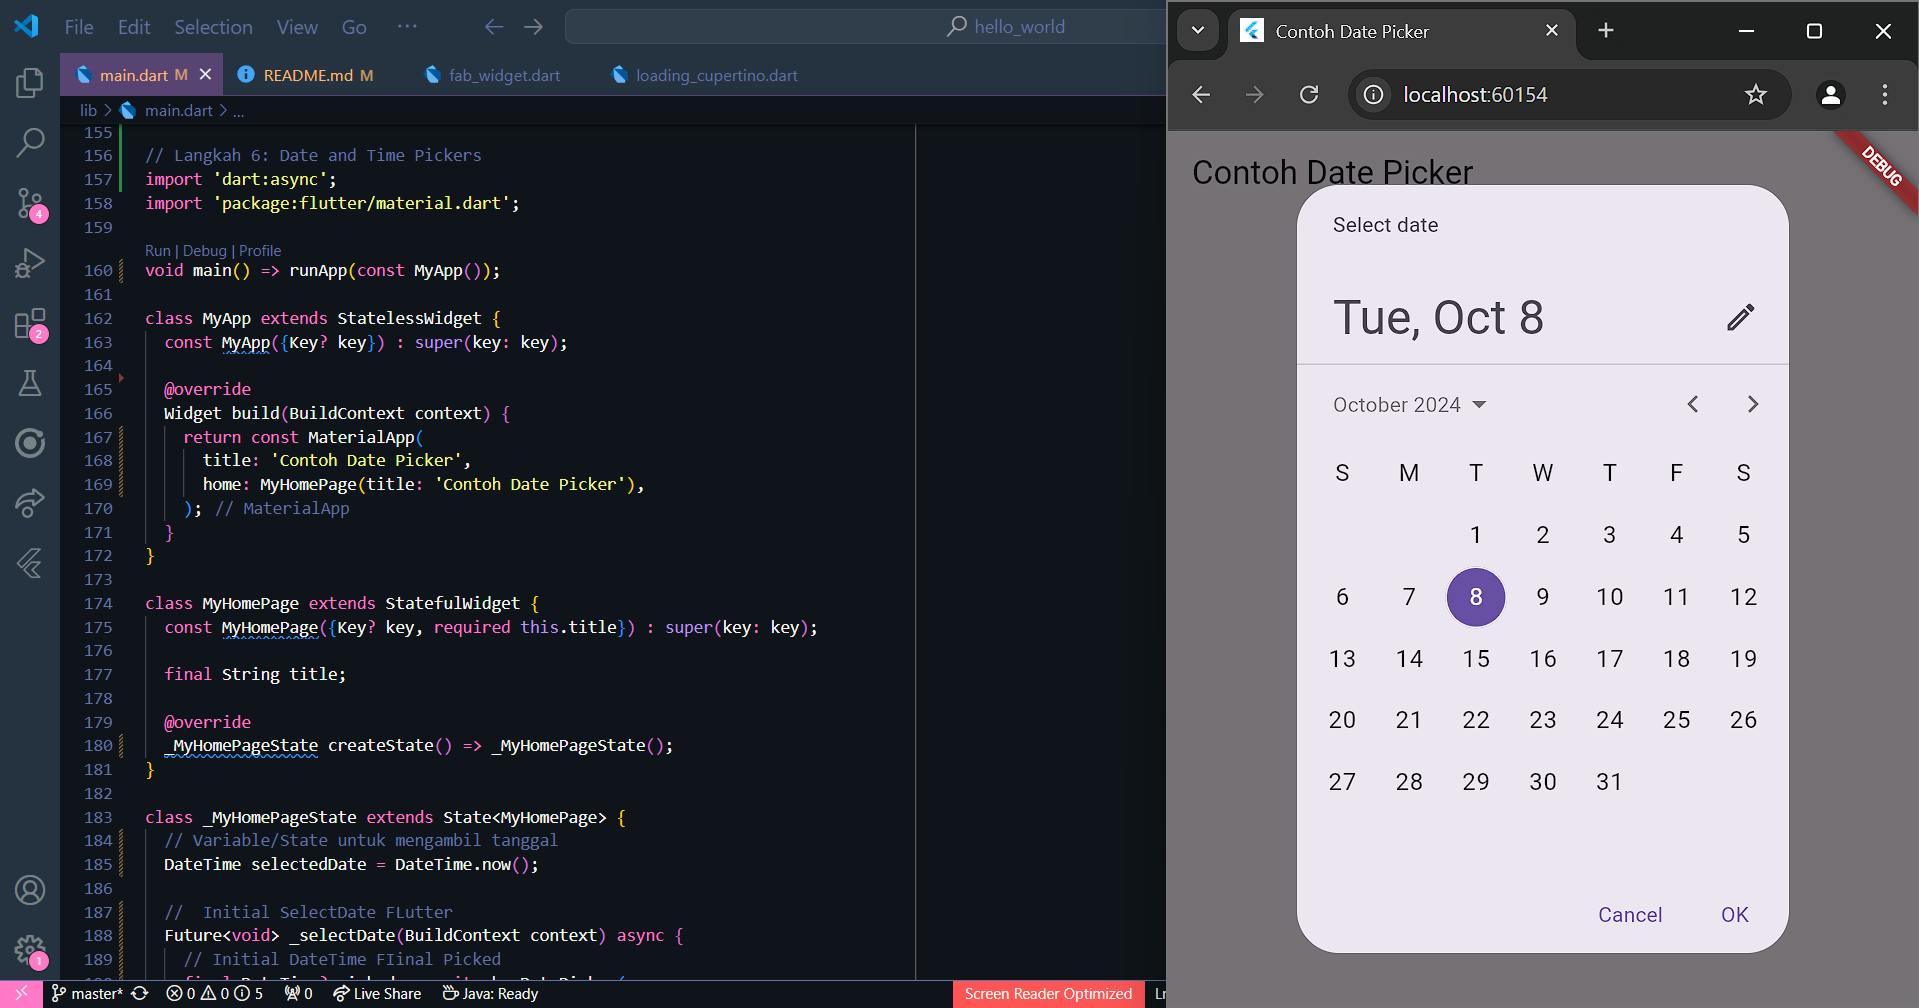 File Edit Selection View Go ...
hello_world
main.dart M
README.md M
fab_widget.dart
loading_cupertino.dart
lib > main.dart > ...
155
156 // Langkah 6: Date and Time Pickers
157 import 'dart:async';
158 import 'package:flutter/material.dart';
159
Run | Debug | Profile
160 void main() => runApp(const MyApp());
161
162 class MyApp extends StatelessWidget {
163 const MyApp({Key? key}) : super(key: key);
164
165 @override
166 Widget build(BuildContext context) {
167 return const MaterialApp(
168 title: 'Contoh Date Picker',
169 home: MyHomePage(title: 'Contoh Date Picker'),
170 ); // MaterialApp
171 }
172 }
173
174 class MyHomePage extends StatefulWidget {
175 const MyHomePage({Key? key, required this.title}) : super(key: key);
176
177 final String title;
178
179 @override
180 _MyHomePageState createState() => _MyHomePageState();
181 }
182
183 class _MyHomePageState extends State<MyHomePage> {
184 // Variable/State untuk mengambil tanggal
185 DateTime selectedDate = DateTime.now();
186
187 //  Initial SelectDate FLutter
188 Future<void> _selectDate(BuildContext context) async {
189 // Initial DateTime FIinal Picked
4
2
1
master* 0 0 5 0 Live Share Java: Ready
Screen Reader Optimized
Contoh Date Picker
localhost:60154
Contoh Date Picker
DEBUG
Select date
Tue, Oct 8
October 2024
S M T W T F S
1 2 3 4 5
6 7 8 9 10 11 12
13 14 15 16 17 18 19
20 21 22 23 24 25 26
27 28 29 30 31
Cancel OK